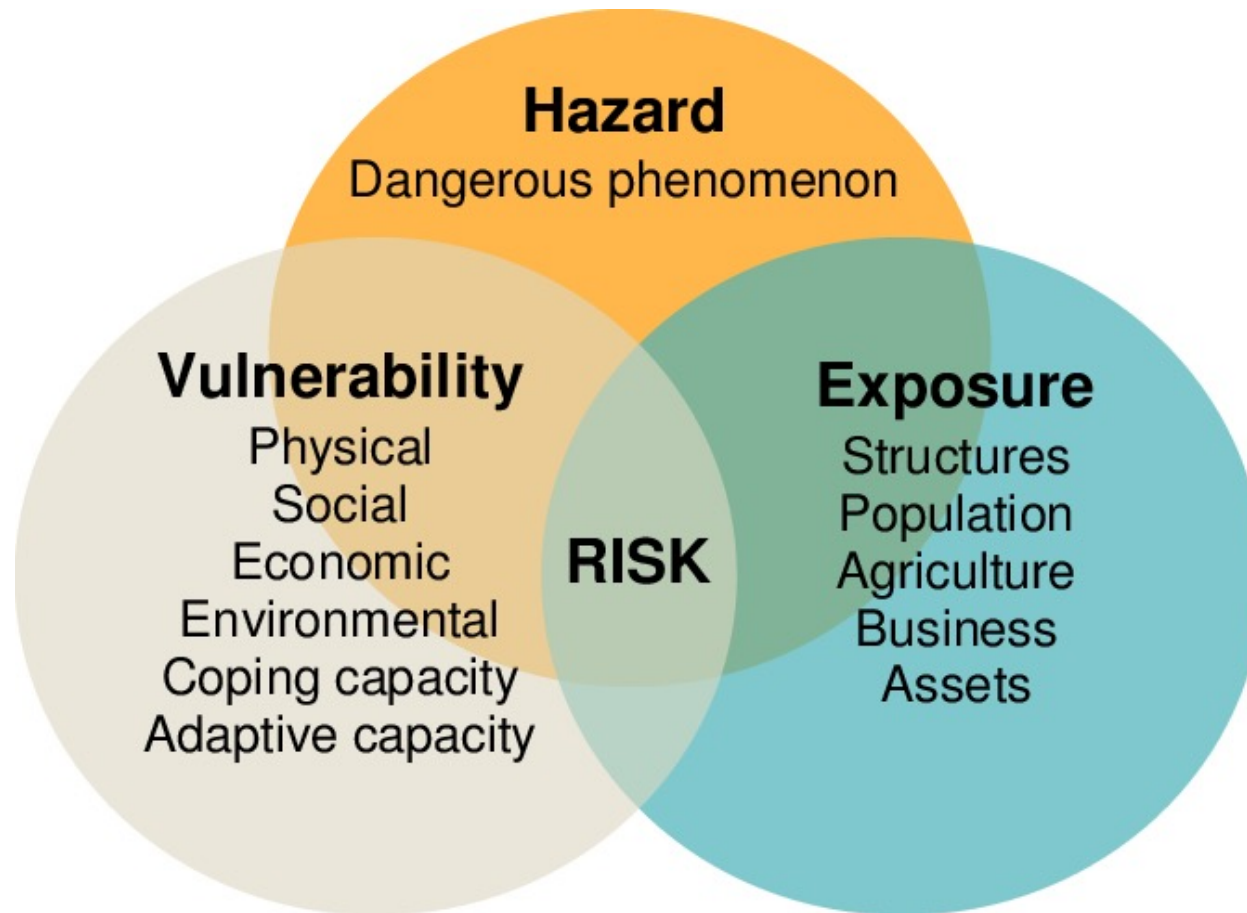 Hazard
Dangerous phenomenon
Vulnerability
Physical
Social
Economic
Environmental
Coping capacity
Adaptive capacity
RISK
Exposure
Structures
Population
Agriculture
Business
Assets